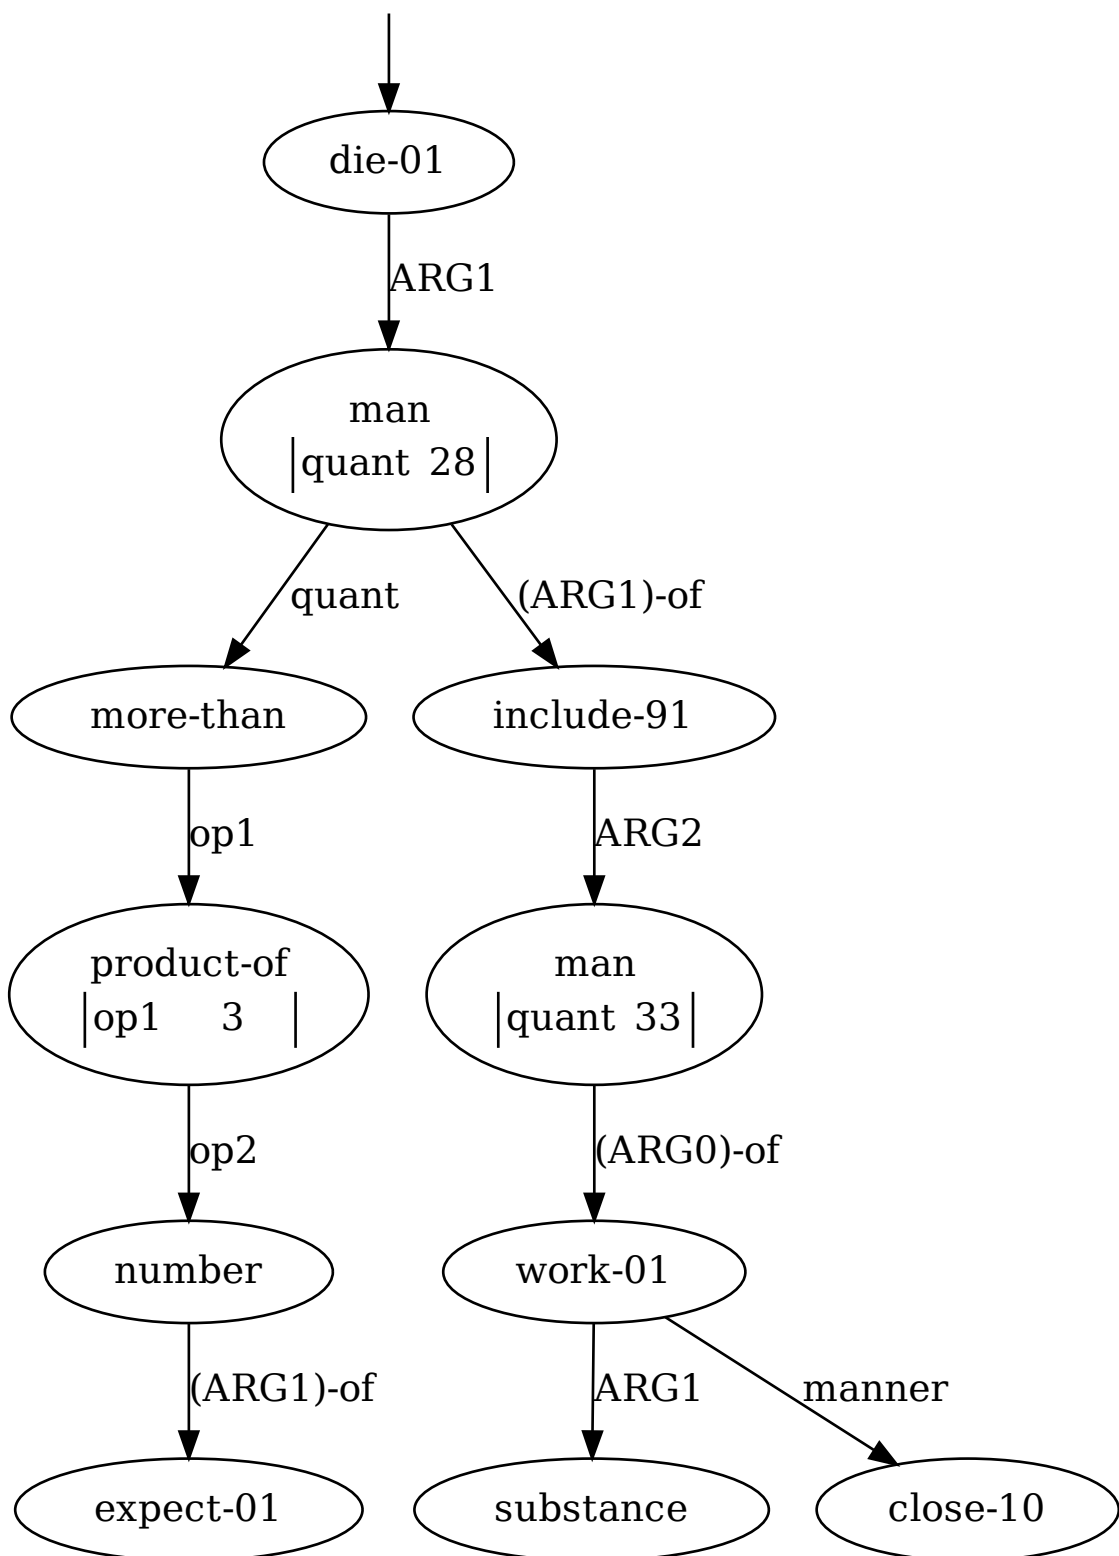 die-01
ARG1
man
quant 28
quant
(ARG1)-of
more-than
include-91
op1
ARG2
product-of
op1 3
man
quant 33
op2
(ARG0)-of
number
work-01
(ARG1)-of
ARG1
manner
expect-01
substance
close-10